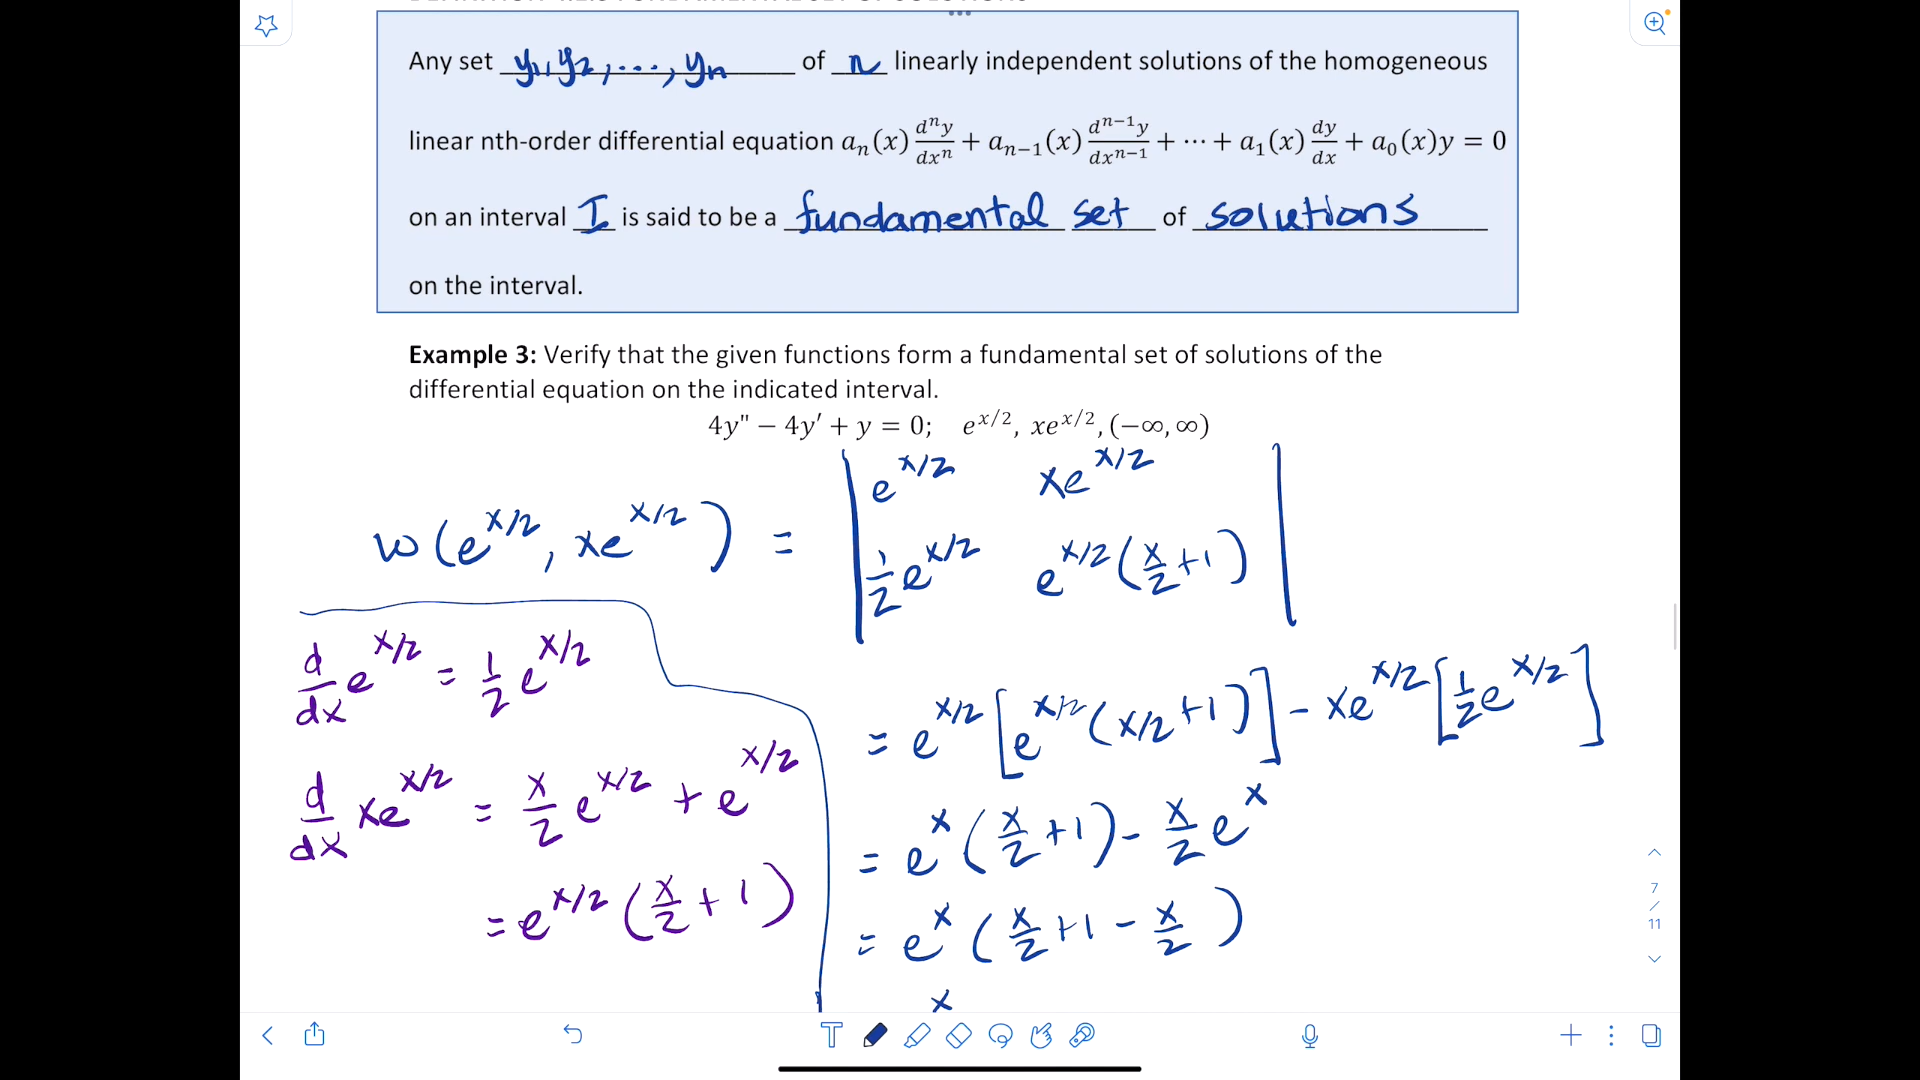 Any set y₁, y₂, ..., yₙ of n linearly independent solutions of the homogeneous
linear nth-order differential equation aₙ(x) dⁿy/dxⁿ + aₙ₋₁(x) dⁿ⁻¹y/dxⁿ⁻¹ + ⋯ + a₁(x) dy/dx + a₀(x)y = 0
on an interval I is said to be a fundamental set of solutions
on the interval.
Example 3: Verify that the given functions form a fundamental set of solutions of the
differential equation on the indicated interval.
4y" − 4y′ + y = 0; e^{x/2}, xe^{x/2}, (−∞, ∞)
W(e^{x/2}, xe^{x/2}) = | e^{x/2} xe^{x/2} |
| 1/2 e^{x/2} e^{x/2}(x/2 + 1) |
d/dx e^{x/2} = 1/2 e^{x/2}
d/dx xe^{x/2} = x/2 e^{x/2} + e^{x/2}
= e^{x/2}(x/2 + 1)
= e^{x/2}[e^{x/2}(x/2 + 1)] − xe^{x/2}[1/2 e^{x/2}]
= e^x(x/2 + 1) − x/2 e^x
= e^x(x/2 + 1 − x/2)
x
7
/
11
T